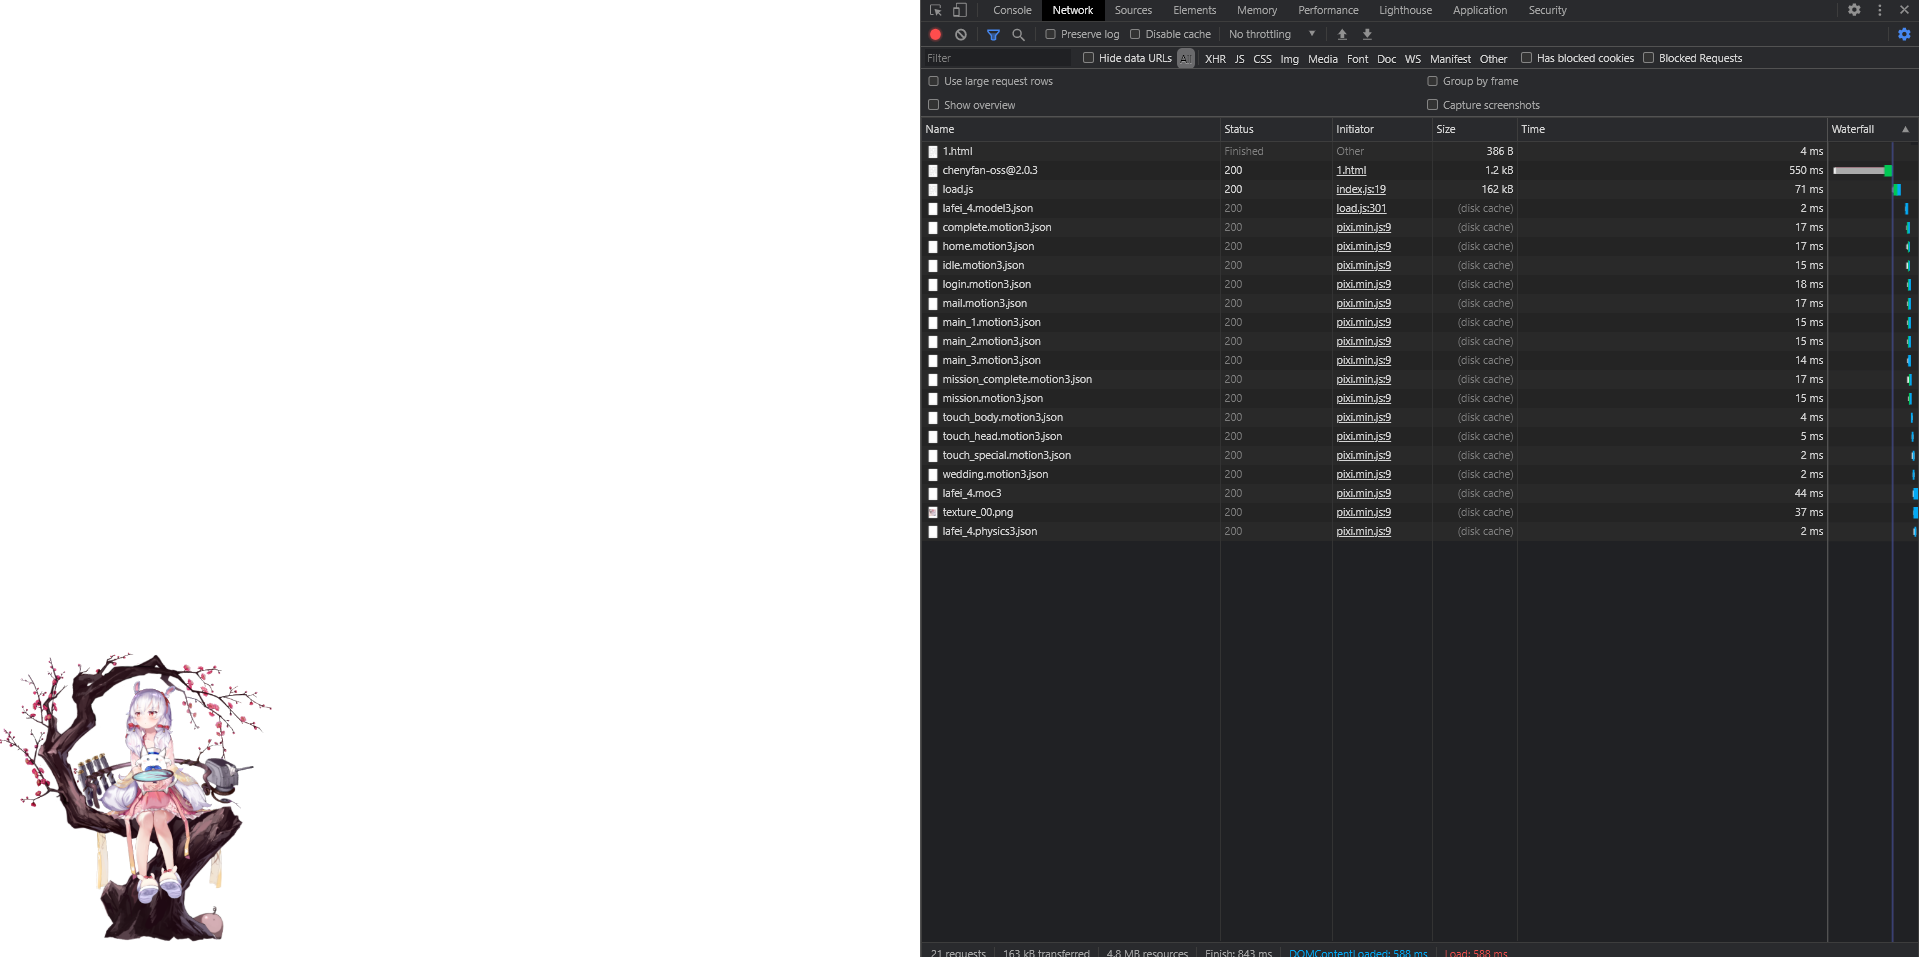 Console Network Sources Elements Memory Performance Lighthouse Application Security
Preserve log Disable cache No throttling
Filter Hide data URLs All XHR JS CSS Img Media Font Doc WS Manifest Other Has blocked cookies Blocked Requests
Use large request rows Group by frame
Show overview Capture screenshots
Name Status Initiator Size Time Waterfall
1.html Finished Other 386 B 4 ms
chenyfan-oss@2.0.3 200 1.html 1.2 kB 550 ms
load.js 200 index.js:19 162 kB 71 ms
lafei_4.model3.json 200 load.js:301 (disk cache) 2 ms
complete.motion3.json 200 pixi.min.js:9 (disk cache) 17 ms
home.motion3.json 200 pixi.min.js:9 (disk cache) 17 ms
idle.motion3.json 200 pixi.min.js:9 (disk cache) 15 ms
login.motion3.json 200 pixi.min.js:9 (disk cache) 18 ms
mail.motion3.json 200 pixi.min.js:9 (disk cache) 17 ms
main_1.motion3.json 200 pixi.min.js:9 (disk cache) 15 ms
main_2.motion3.json 200 pixi.min.js:9 (disk cache) 15 ms
main_3.motion3.json 200 pixi.min.js:9 (disk cache) 14 ms
mission_complete.motion3.json 200 pixi.min.js:9 (disk cache) 17 ms
mission.motion3.json 200 pixi.min.js:9 (disk cache) 15 ms
touch_body.motion3.json 200 pixi.min.js:9 (disk cache) 4 ms
touch_head.motion3.json 200 pixi.min.js:9 (disk cache) 5 ms
touch_special.motion3.json 200 pixi.min.js:9 (disk cache) 2 ms
wedding.motion3.json 200 pixi.min.js:9 (disk cache) 2 ms
lafei_4.moc3 200 pixi.min.js:9 (disk cache) 44 ms
texture_00.png 200 pixi.min.js:9 (disk cache) 37 ms
lafei_4.physics3.json 200 pixi.min.js:9 (disk cache) 2 ms
21 requests 163 kB transferred 4.8 MB resources Finish: 843 ms DOMContentLoaded: 588 ms Load: 588 ms